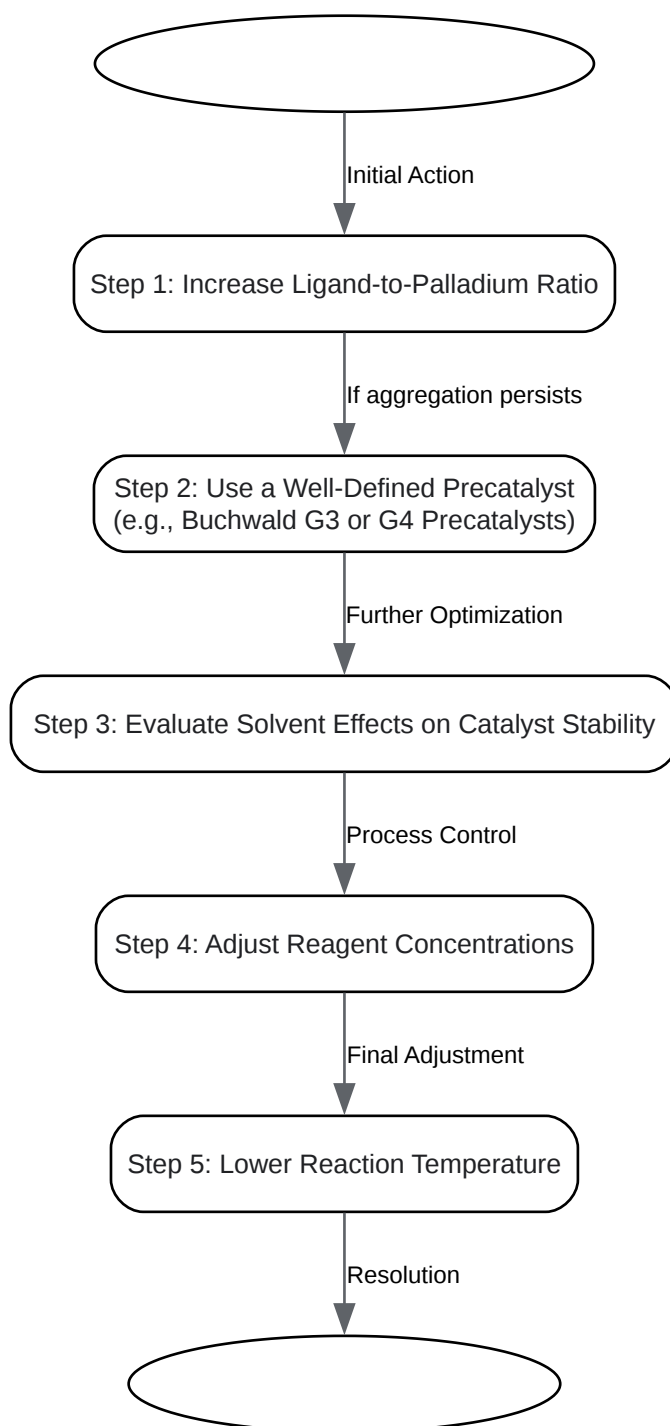 Initial Action
Step 1: Increase Ligand-to-Palladium Ratio
If aggregation persists
Step 2: Use a Well-Defined Precatalyst
(e.g., Buchwald G3 or G4 Precatalysts)
Further Optimization
Step 3: Evaluate Solvent Effects on Catalyst Stability
Process Control
Step 4: Adjust Reagent Concentrations
Final Adjustment
Step 5: Lower Reaction Temperature
Resolution